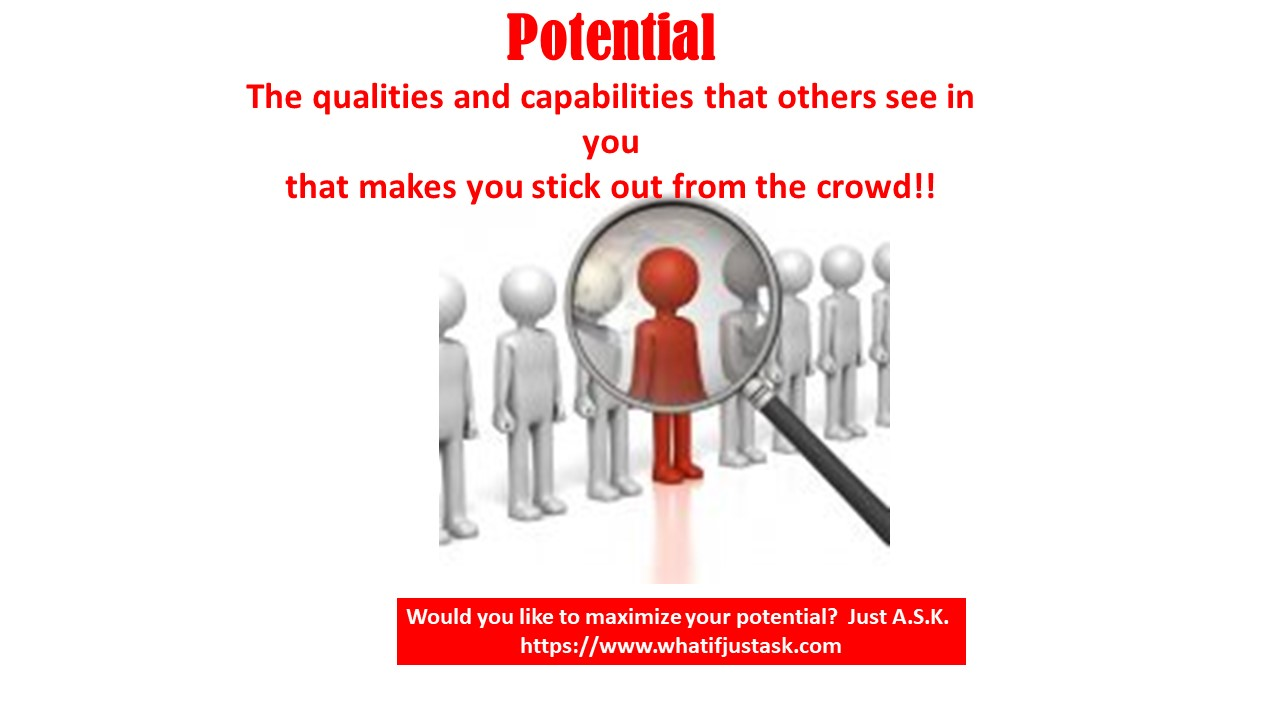 Potential
The qualities and capabilities that others see in
you
that makes you stick out from the crowd!!
Would you like to maximize your potential?  Just A.S.K.
https://www.whatifjustask.com